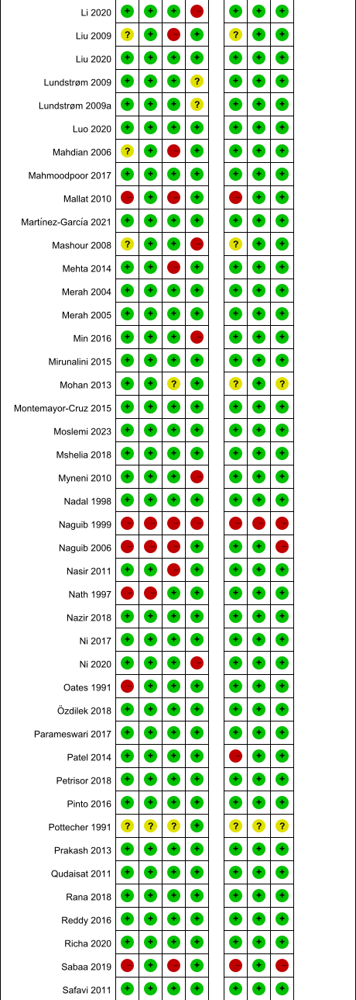 Li 2020 + + + - + + +
Liu 2009 ? + - + ? + +
Liu 2020 + + + + + + +
Lundstrøm 2009 + + + ? + + +
Lundstrøm 2009a + + + ? + + +
Luo 2020 + + + + + + +
Mahdian 2006 ? + - + + + +
Mahmoodpoor 2017 + + + + + + +
Mallat 2010 - + - + - + +
Martínez-García 2021 + + + + + + +
Mashour 2008 ? + + - ? + +
Mehta 2014 + + - + + + +
Merah 2004 + + + + + + +
Merah 2005 + + + + + + +
Min 2016 + + + - + + +
Mirunalini 2015 + + + + + + +
Mohan 2013 + + ? + ? + ?
Montemayor-Cruz 2015 + + + + + + +
Moslemi 2023 + + + + + + +
Mshelia 2018 + + + + + + +
Myneni 2010 + + + - + + +
Nadal 1998 + + + + + + +
Naguib 1999 - - - - - - -
Naguib 2006 - - - + + + -
Nasir 2011 + + - + + + +
Nath 1997 - - + + + + +
Nazir 2018 + + + + + + +
Ni 2017 + + + + + + +
Ni 2020 + + + - + + +
Oates 1991 - + + + + + +
Özdilek 2018 + + + + + + +
Parameswari 2017 + + + + + + +
Patel 2014 + + + + - + +
Petrisor 2018 + + + + + + +
Pinto 2016 + + + + + + +
Pottecher 1991 ? ? ? + ? ? ?
Prakash 2013 + + + + + + +
Qudaisat 2011 + + + + + + +
Rana 2018 + + + + + + +
Reddy 2016 + + + + + + +
Richa 2020 + + + + + + +
Sabaa 2019 - + - + - + -
Safavi 2011 + + + + + + +